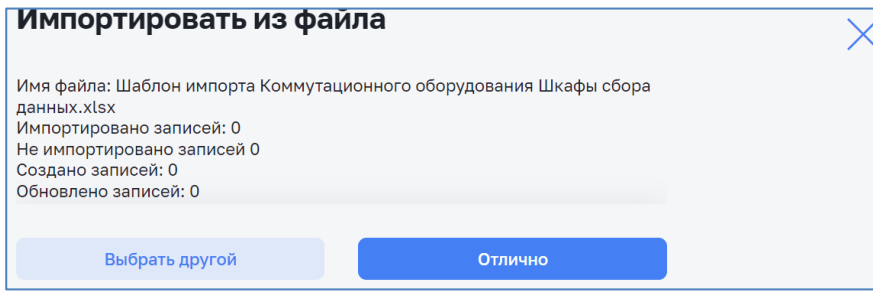 Импортировать из файла
Имя файла: Шаблон импорта Коммутационного оборудования Шкафы сбора
данных.xlsx
Импортировано записей: 0
Не импортировано записей 0
Создано записей: 0
Обновлено записей: 0
Выбрать другой
Отлично